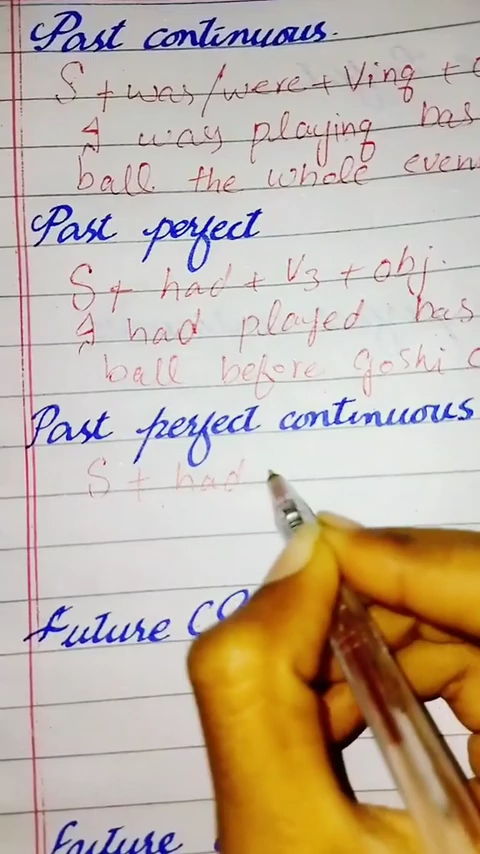 Past continuous.
S + was/were + Ving +
I way playing bas
ball. the whole even
Past perfect
S + had + V3 + obj.
I had played bas
ball before goshi
Past perfect continuous
S + had
Future
Future